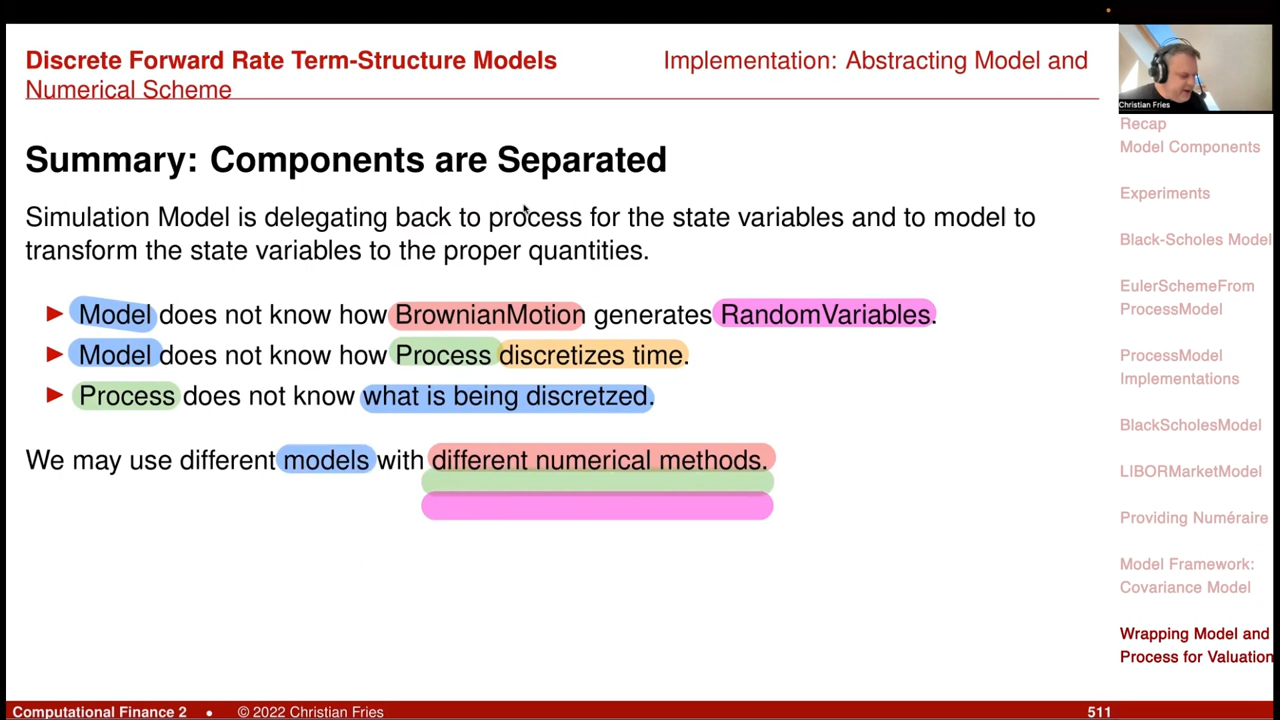 Discrete Forward Rate Term-Structure Models Implementation: Abstracting Model and
Numerical Scheme
Christian Fries
Recap
Model Components
Experiments
Black-Scholes Model
EulerSchemeFrom
ProcessModel
ProcessModel
Implementations
BlackScholesModel
LIBORMarketModel
Providing Numéraire
Model Framework:
Covariance Model
Wrapping Model and
Process for Valuation
Summary: Components are Separated
Simulation Model is delegating back to process for the state variables and to model to
transform the state variables to the proper quantities.
► Model does not know how BrownianMotion generates RandomVariables.
► Model does not know how Process discretizes time.
► Process does not know what is being discretzed.
We may use different models with different numerical methods.
Computational Finance 2 • © 2022 Christian Fries 511